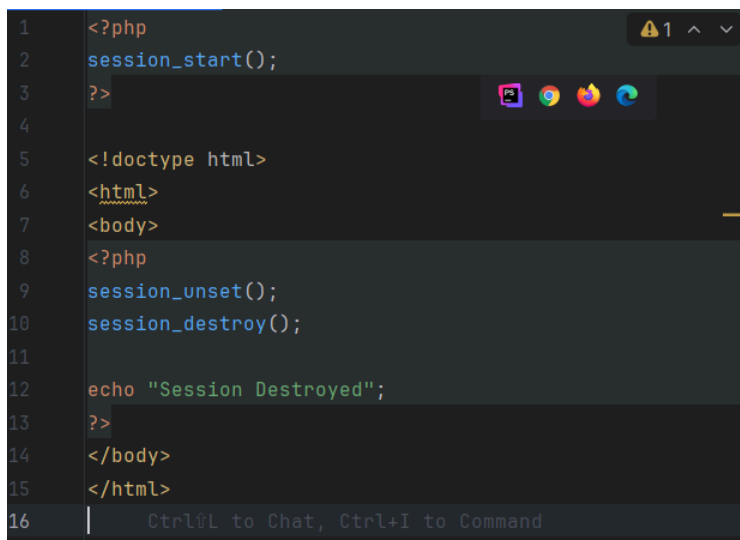 1 <?php
1
2 session_start();
3 ?>
PS
4
5 <!doctype html>
6 <html>
7 <body>
8 <?php
9 session_unset();
10 session_destroy();
11
12 echo "Session Destroyed";
13 ?>
14 </body>
15 </html>
16 Ctrl⇧L to Chat, Ctrl+I to Command